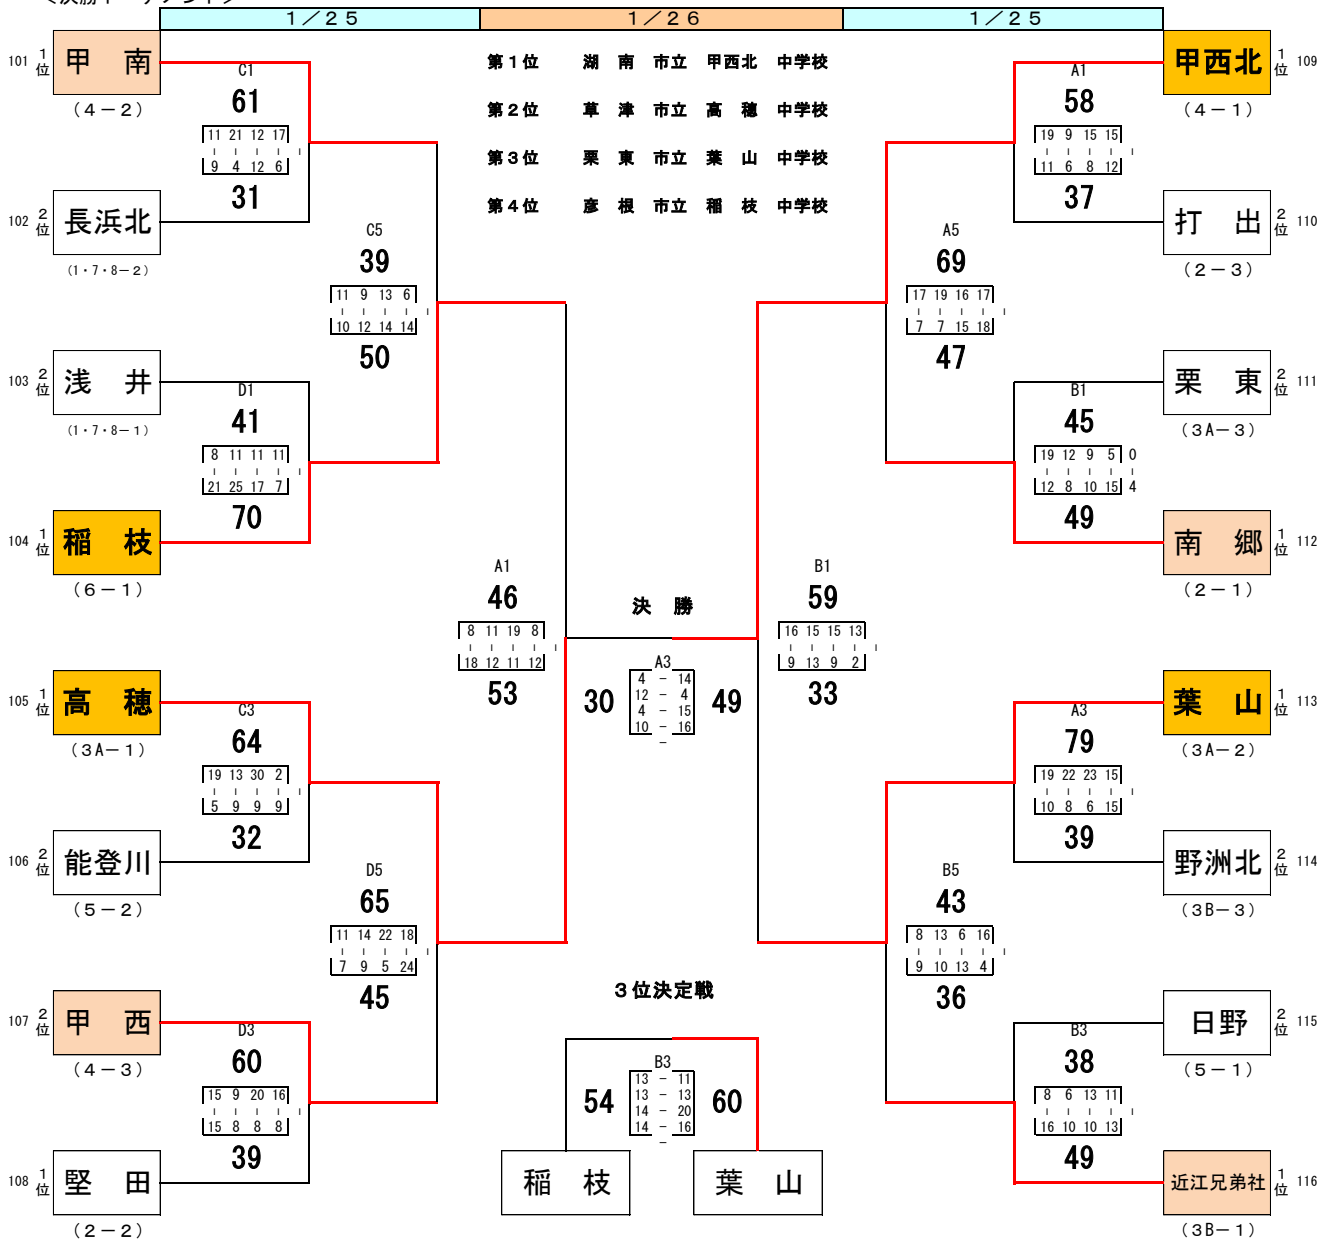 <決勝トーナメント>
1／25 1／26 1／25
第1位 湖南 市立 甲西北 中学校
第2位 草津 市立 高穂 中学校
第3位 栗東 市立 葉山 中学校
第4位 彦根 市立 稲枝 中学校
101 1位 甲南
(4－2)
C1
61
11 21 12 17
9 4 12 6
31
102 2位 長浜北
(1・7・8－2)
C5
39
11 9 13 6
10 12 14 14
50
103 2位 浅井
(1・7・8－1)
D1
41
8 11 11 11
21 25 17 7
70
104 1位 稲枝
(6－1)
A1
46
8 11 19 8
18 12 11 12
53
105 1位 高穂
(3A－1)
C3
64
19 13 30 2
5 9 9 9
32
106 2位 能登川
(5－2)
D5
65
11 14 22 18
7 9 5 24
45
107 2位 甲西
(4－3)
D3
60
15 9 20 16
15 8 8 8
39
108 1位 堅田
(2－2)
決勝
A3
30 49
4 － 14
12 － 4
4 － 15
10 － 16
－
3位決定戦
B3
54 60
13 － 11
13 － 13
14 － 20
14 － 16
－
稲枝 葉山
甲西北 1位 109
(4－1)
A1
58
19 9 15 15
11 6 8 12
37
打出 2位 110
(2－3)
A5
69
17 19 16 17
7 7 15 18
47
栗東 2位 111
(3A－3)
B1
45
19 12 9 5 0
12 8 10 15 4
49
南郷 1位 112
(2－1)
B1
59
16 15 15 13
9 13 9 2
33
葉山 1位 113
(3A－2)
A3
79
19 22 23 15
10 8 6 15
39
野洲北 2位 114
(3B－3)
B5
43
8 13 6 16
9 10 13 4
36
日野 2位 115
(5－1)
B3
38
8 6 13 11
16 10 10 13
49
近江兄弟社 1位 116
(3B－1)